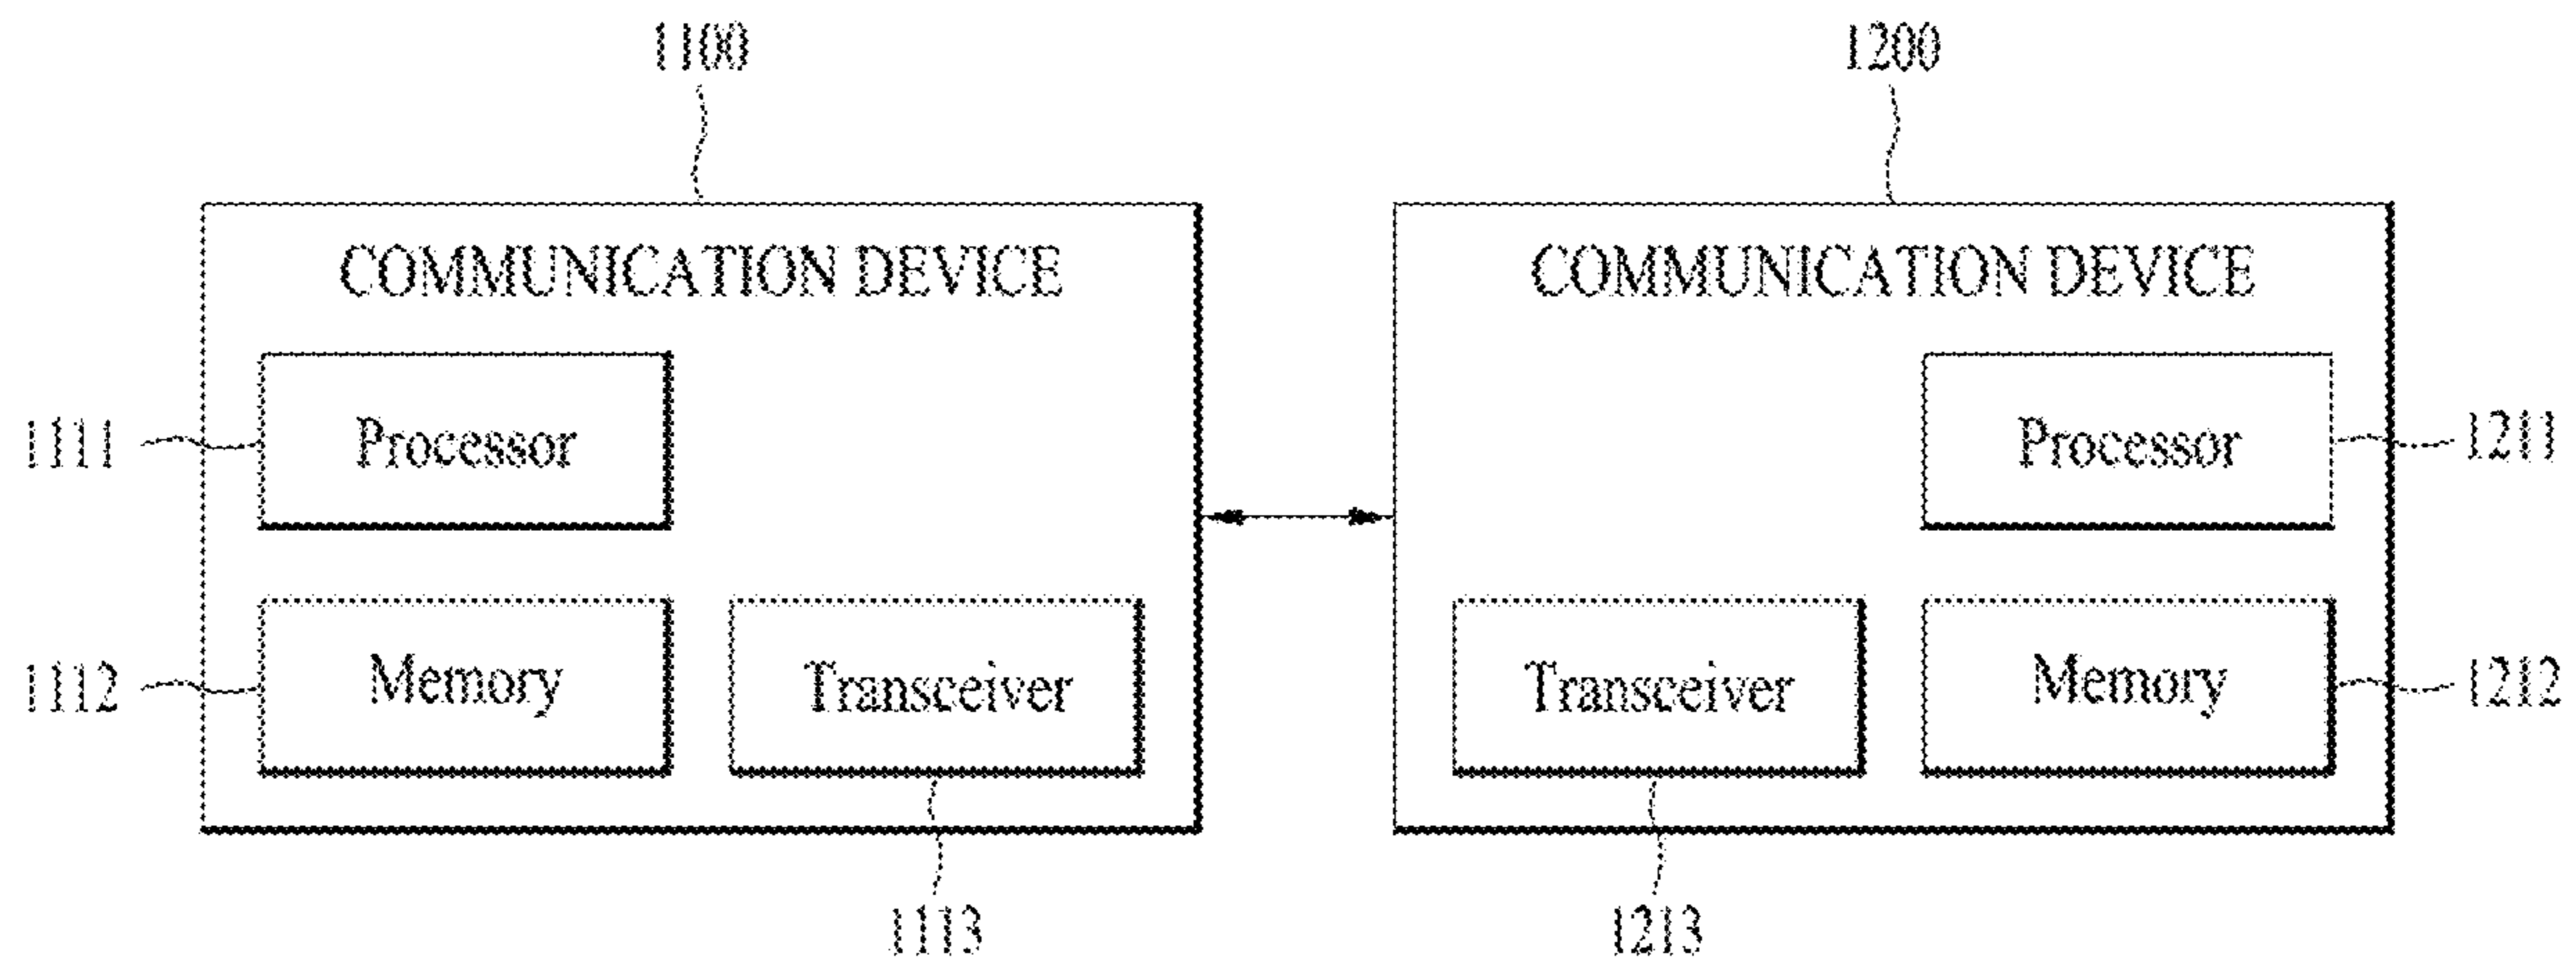 1100 1200
COMMUNICATION DEVICE COMMUNICATION DEVICE
1111 Processor Processor 1211
1112 Memory Transceiver Transceiver Memory 1212
1113 1213